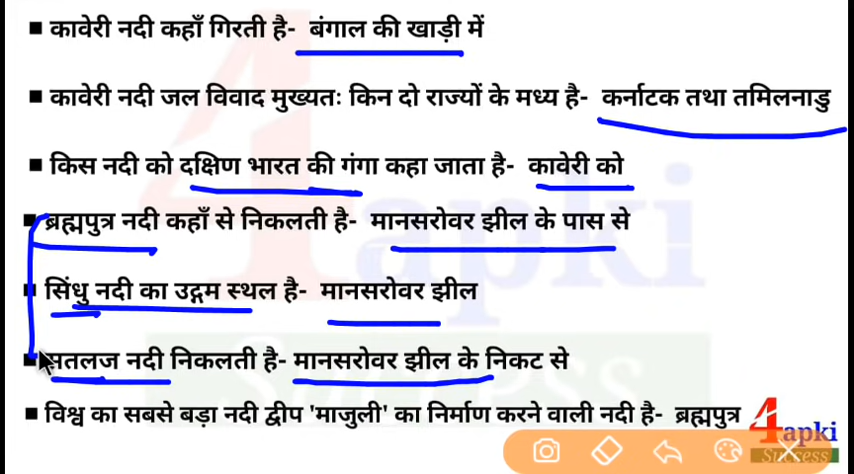 ■ कावेरी नदी कहाँ गिरती है- बंगाल की खाड़ी में
■ कावेरी नदी जल विवाद मुख्यतः किन दो राज्यों के मध्य है- कर्नाटक तथा तमिलनाडु
■ किस नदी को दक्षिण भारत की गंगा कहा जाता है- कावेरी को
■ ब्रह्मपुत्र नदी कहाँ से निकलती है- मानसरोवर झील के पास से
■ सिंधु नदी का उद्गम स्थल है- मानसरोवर झील
■ सतलज नदी निकलती है- मानसरोवर झील के निकट से
■ विश्व का सबसे बड़ा नदी द्वीप 'माजुली' का निर्माण करने वाली नदी है- ब्रह्मपुत्र
4apki
Success
4apki
Success